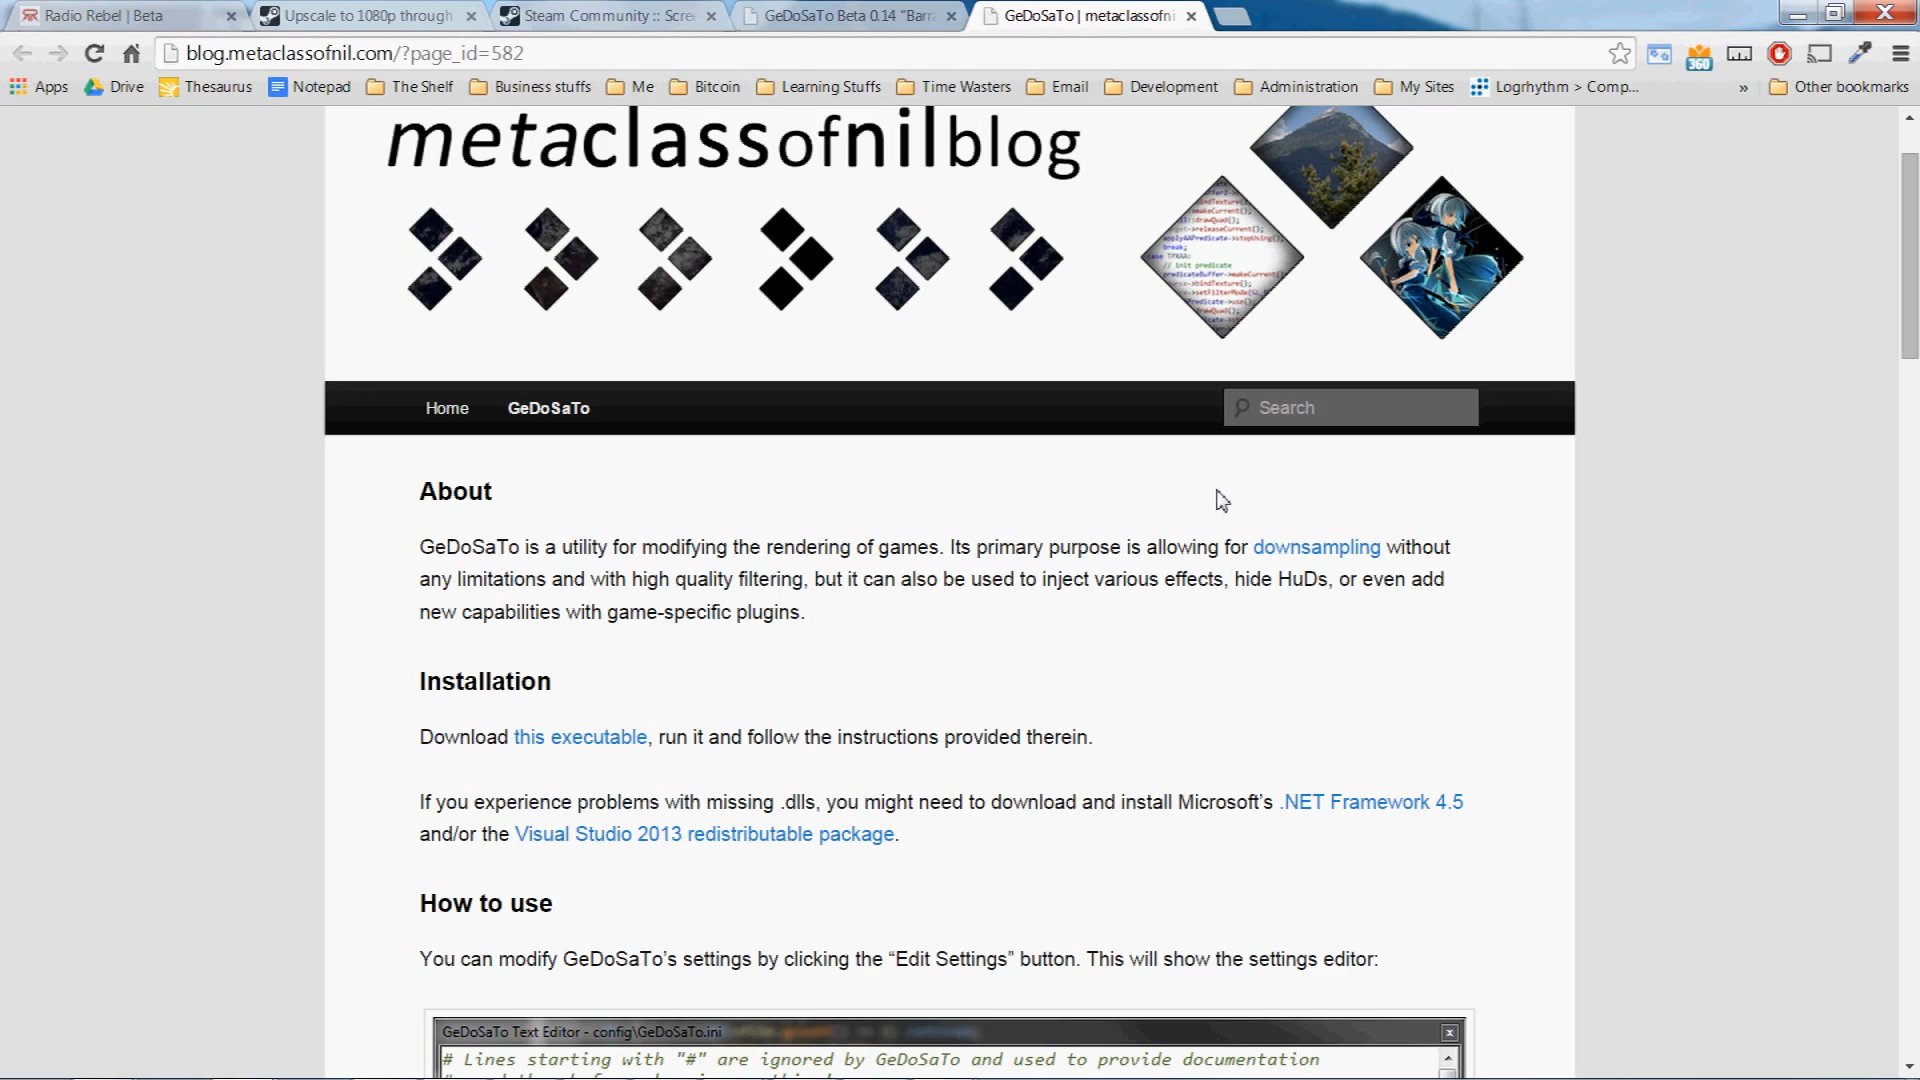 Radio Rebel | Beta
Upscale to 1080p through
Steam Community :: Scre
GeDoSaTo Beta 0.14 "Barra
GeDoSaTo | metaclassofni
blog.metaclassofnil.com/?page_id=582
360
Apps
Drive
Thesaurus
Notepad
The Shelf
Business stuffs
Me
Bitcoin
Learning Stuffs
Time Wasters
Email
Development
Administration
My Sites
Logrhythm > Comp...
»
Other bookmarks
metaclassofnilblog
Home
GeDoSaTo
Search
About
GeDoSaTo is a utility for modifying the rendering of games. Its primary purpose is allowing for downsampling without
any limitations and with high quality filtering, but it can also be used to inject various effects, hide HuDs, or even add
new capabilities with game-specific plugins.
Installation
Download this executable, run it and follow the instructions provided therein.
If you experience problems with missing .dlls, you might need to download and install Microsoft's .NET Framework 4.5
and/or the Visual Studio 2013 redistributable package.
How to use
You can modify GeDoSaTo's settings by clicking the “Edit Settings” button. This will show the settings editor:
GeDoSaTo Text Editor - config\GeDoSaTo.ini
# Lines starting with "#" are ignored by GeDoSaTo and used to provide documentation